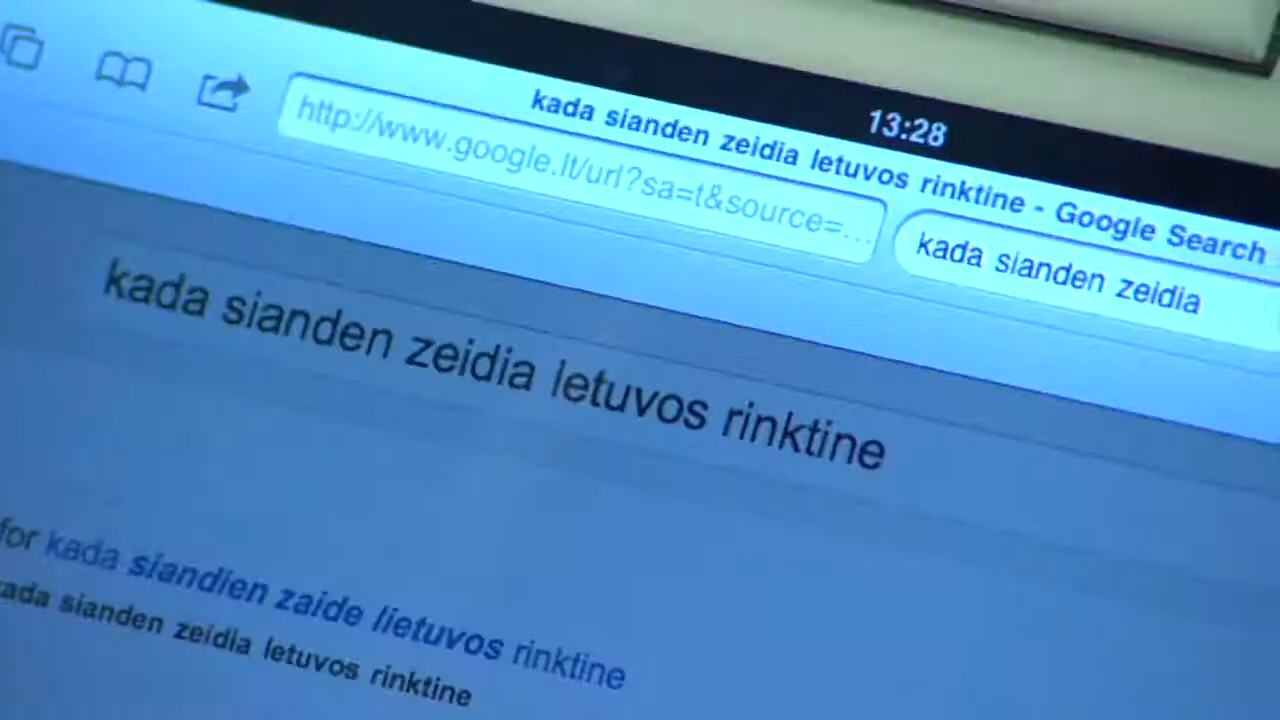 13:28
kada sianden zeidia letuvos rinktine - Google Search
http://www.google.lt/url?sa=t&source=...
kada sianden zeidia
kada sianden zeidia letuvos rinktine
for kada siandien zaide lietuvos rinktine
kada sianden zeidia letuvos rinktine